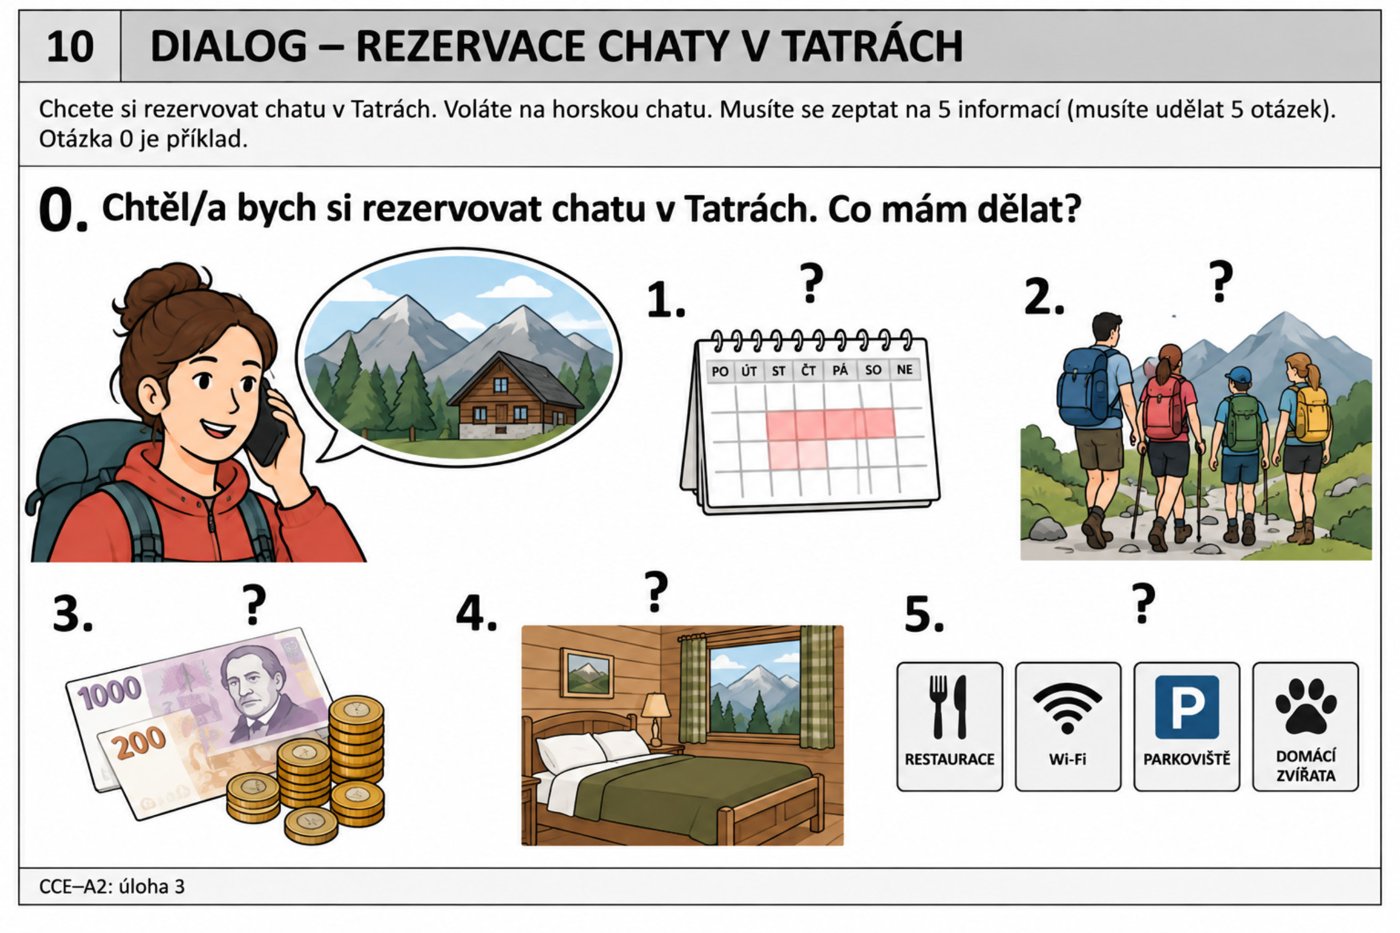 10 DIALOG – REZERVACE CHATY V TATRÁCH
Chcete si rezervovat chatu v Tatrách. Voláte na horskou chatu. Musíte se zeptat na 5 informací (musíte udělat 5 otázek).
Otázka 0 je příklad.
0. Chtěl/a bych si rezervovat chatu v Tatrách. Co mám dělat?
1. ?
PO ÚT ST ČT PÁ SO NE
2. ?
3. ?
1000
200
4. ?
5. ?
RESTAURACE
Wi-Fi
P
PARKOVIŠTĚ
DOMÁCÍ
ZVÍŘATA
CCE–A2: úloha 3